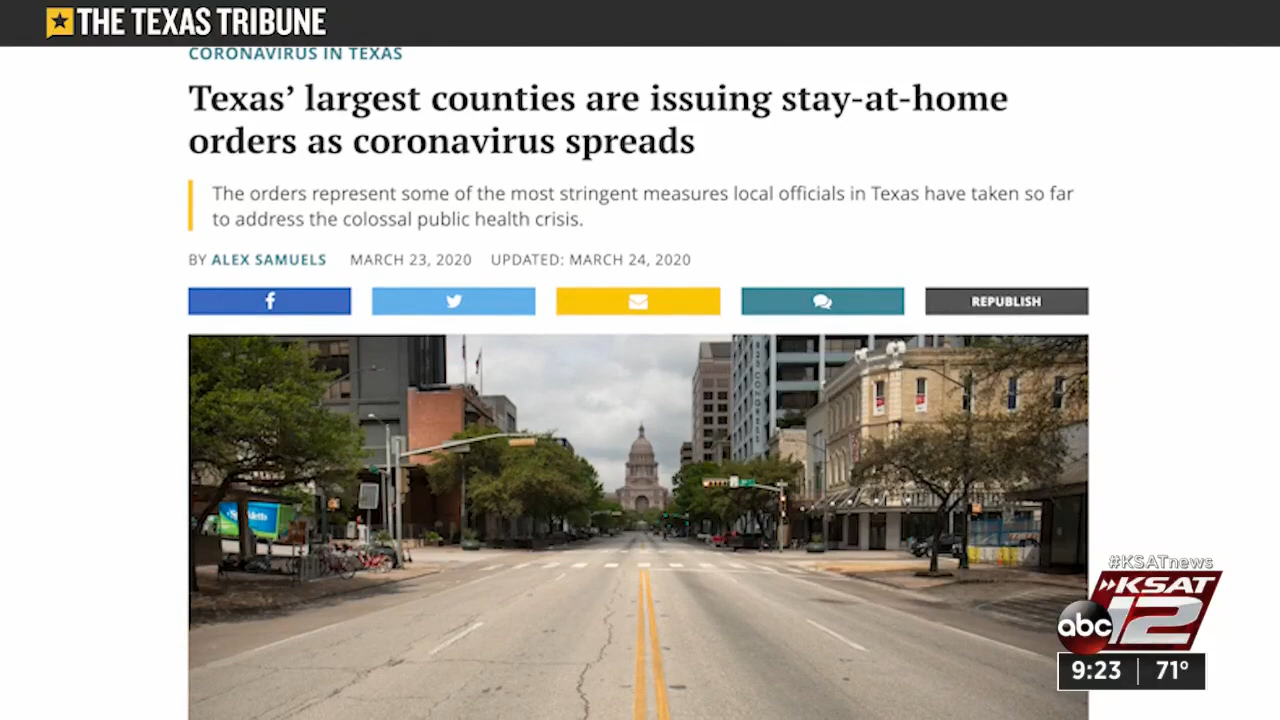 THE TEXAS TRIBUNE
CORONAVIRUS IN TEXAS
Texas’ largest counties are issuing stay-at-home
orders as coronavirus spreads
The orders represent some of the most stringent measures local officials in Texas have taken so far
to address the colossal public health crisis.
BY ALEX SAMUELS MARCH 23, 2020 UPDATED: MARCH 24, 2020
REPUBLISH
#KSATnews
KSAT
abc 12
9:23 71°